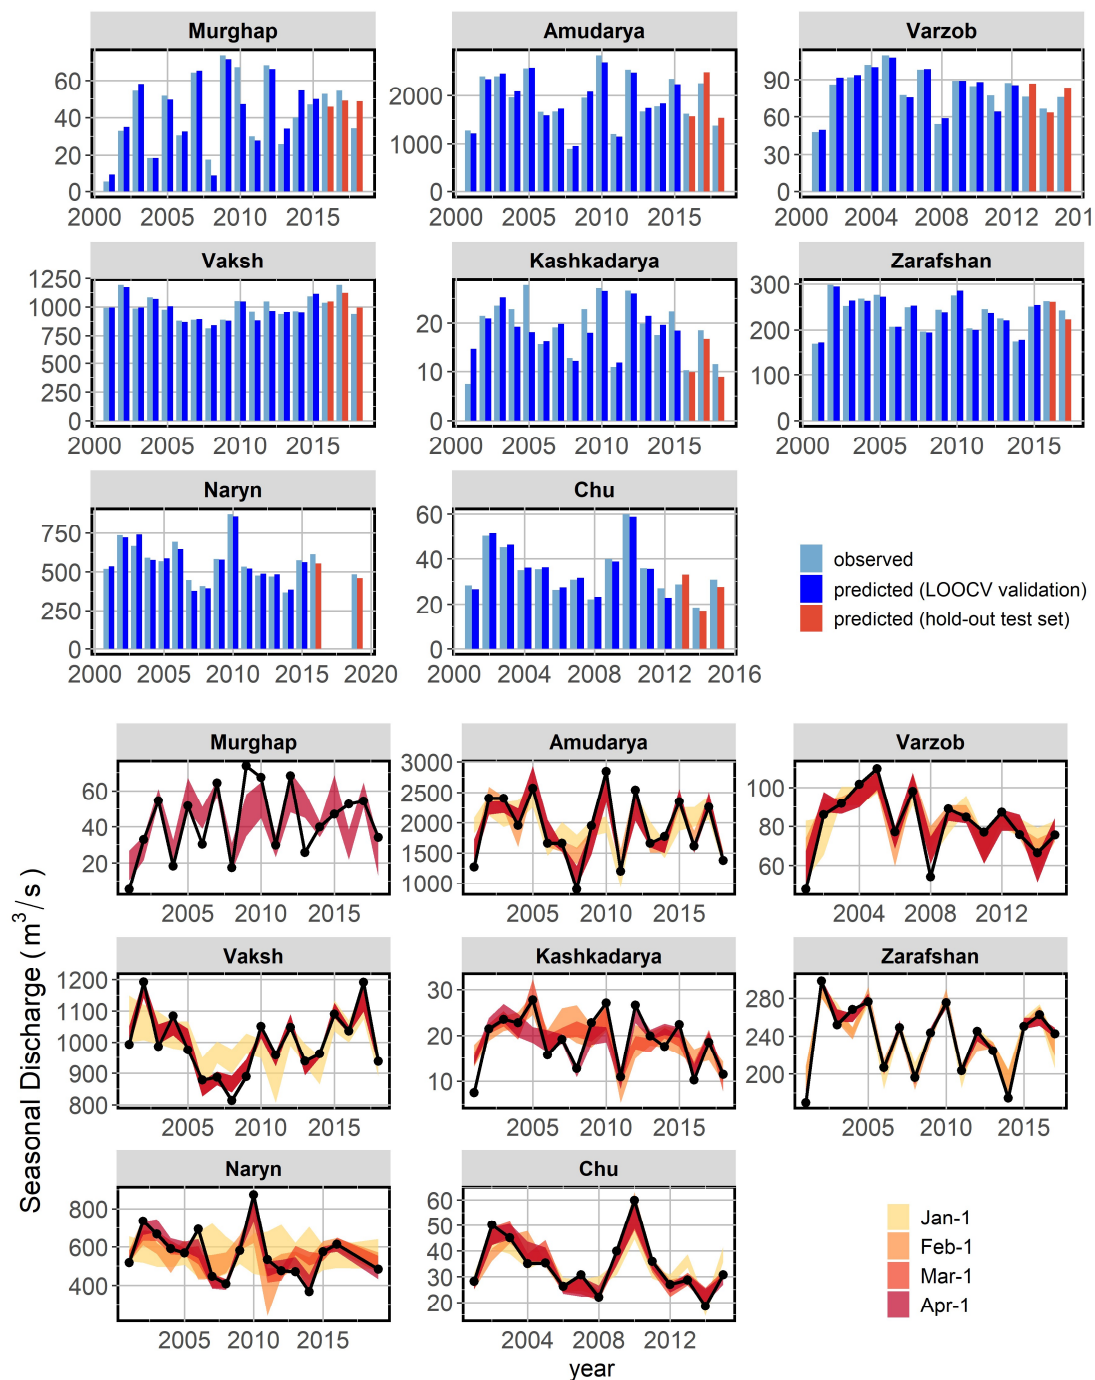 Murghap Amudarya Varzob
60
40
20
0
2000 2005 2010 2015
2000
1000
0
2000 2005 2010 2015
90
60
30
0
2000 2004 2008 2012 201
Vaksh Kashkadarya Zarafshan
1250
1000
750
500
250
0
2000 2005 2010 2015
20
10
0
2000 2005 2010 2015
300
200
100
0
2000 2005 2010 2015
Naryn Chu
750
500
250
0
2000 2005 2010 2015 2020
60
40
20
0
2000 2004 2008 2012 2016
observed
predicted (LOOCV validation)
predicted (hold-out test set)
Seasonal Discharge ( m³/ s )
Murghap Amudarya Varzob
60
40
20
2005 2010 2015
3000
2500
2000
1500
1000
2005 2010 2015
100
80
60
2004 2008 2012
Vaksh Kashkadarya Zarafshan
1200
1100
1000
900
800
2005 2010 2015
30
20
10
2005 2010 2015
280
240
200
2005 2010 2015
Naryn Chu
800
600
400
2005 2010 2015
60
50
40
30
20
2004 2008 2012
Jan-1
Feb-1
Mar-1
Apr-1
year